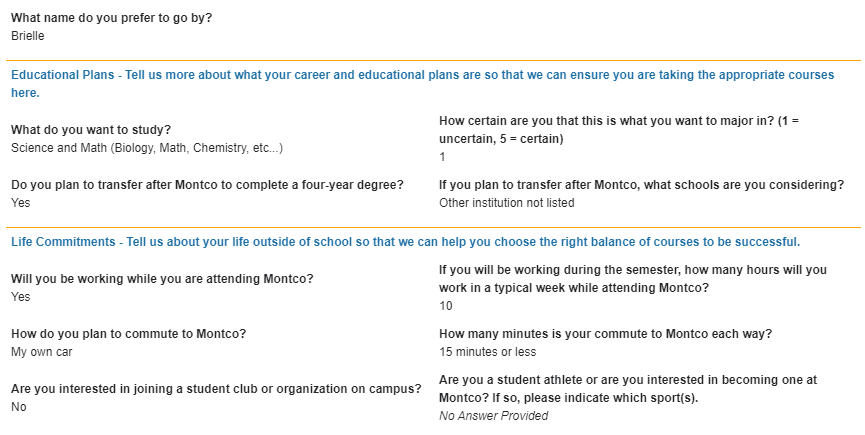 What name do you prefer to go by?
Brielle
Educational Plans - Tell us more about what your career and educational plans are so that we can ensure you are taking the appropriate courses
here.
What do you want to study?
Science and Math (Biology, Math, Chemistry, etc...)
How certain are you that this is what you want to major in? (1 =
uncertain, 5 = certain)
1
Do you plan to transfer after Montco to complete a four-year degree?
Yes
If you plan to transfer after Montco, what schools are you considering?
Other institution not listed
Life Commitments - Tell us about your life outside of school so that we can help you choose the right balance of courses to be successful.
Will you be working while you are attending Montco?
Yes
If you will be working during the semester, how many hours will you
work in a typical week while attending Montco?
10
How do you plan to commute to Montco?
My own car
How many minutes is your commute to Montco each way?
15 minutes or less
Are you interested in joining a student club or organization on campus?
No
Are you a student athlete or are you interested in becoming one at
Montco? If so, please indicate which sport(s).
No Answer Provided